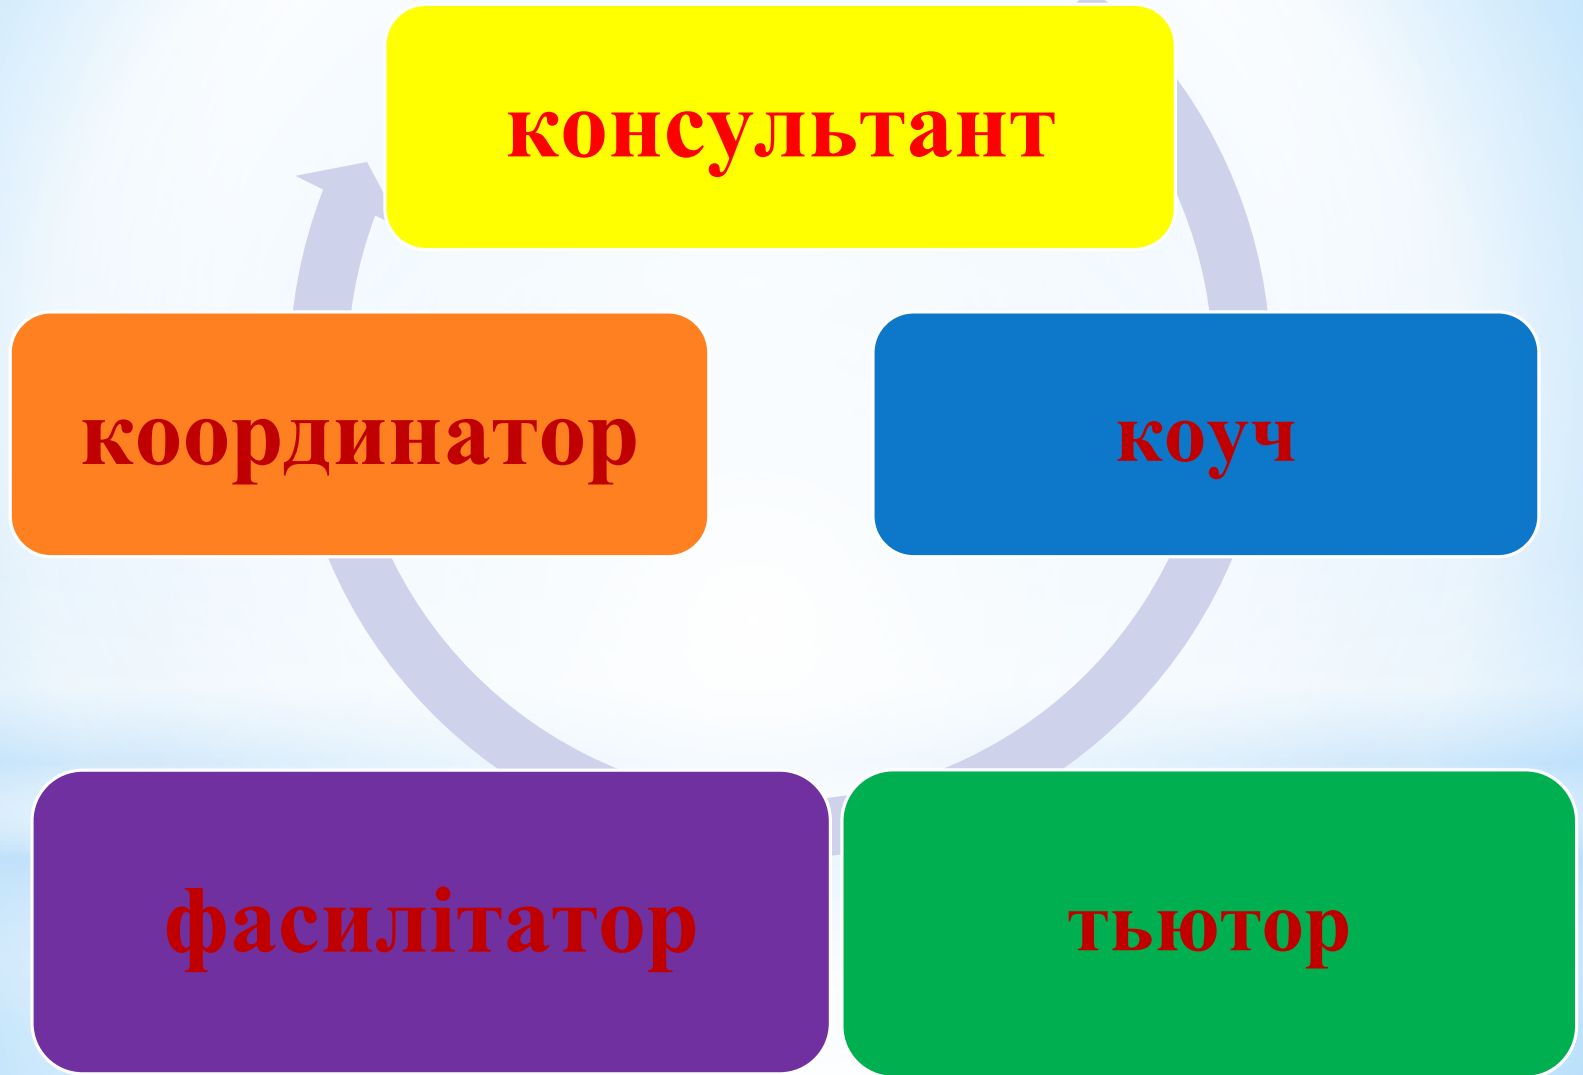 консультант
координатор
коуч
фасилітатор
тьютор